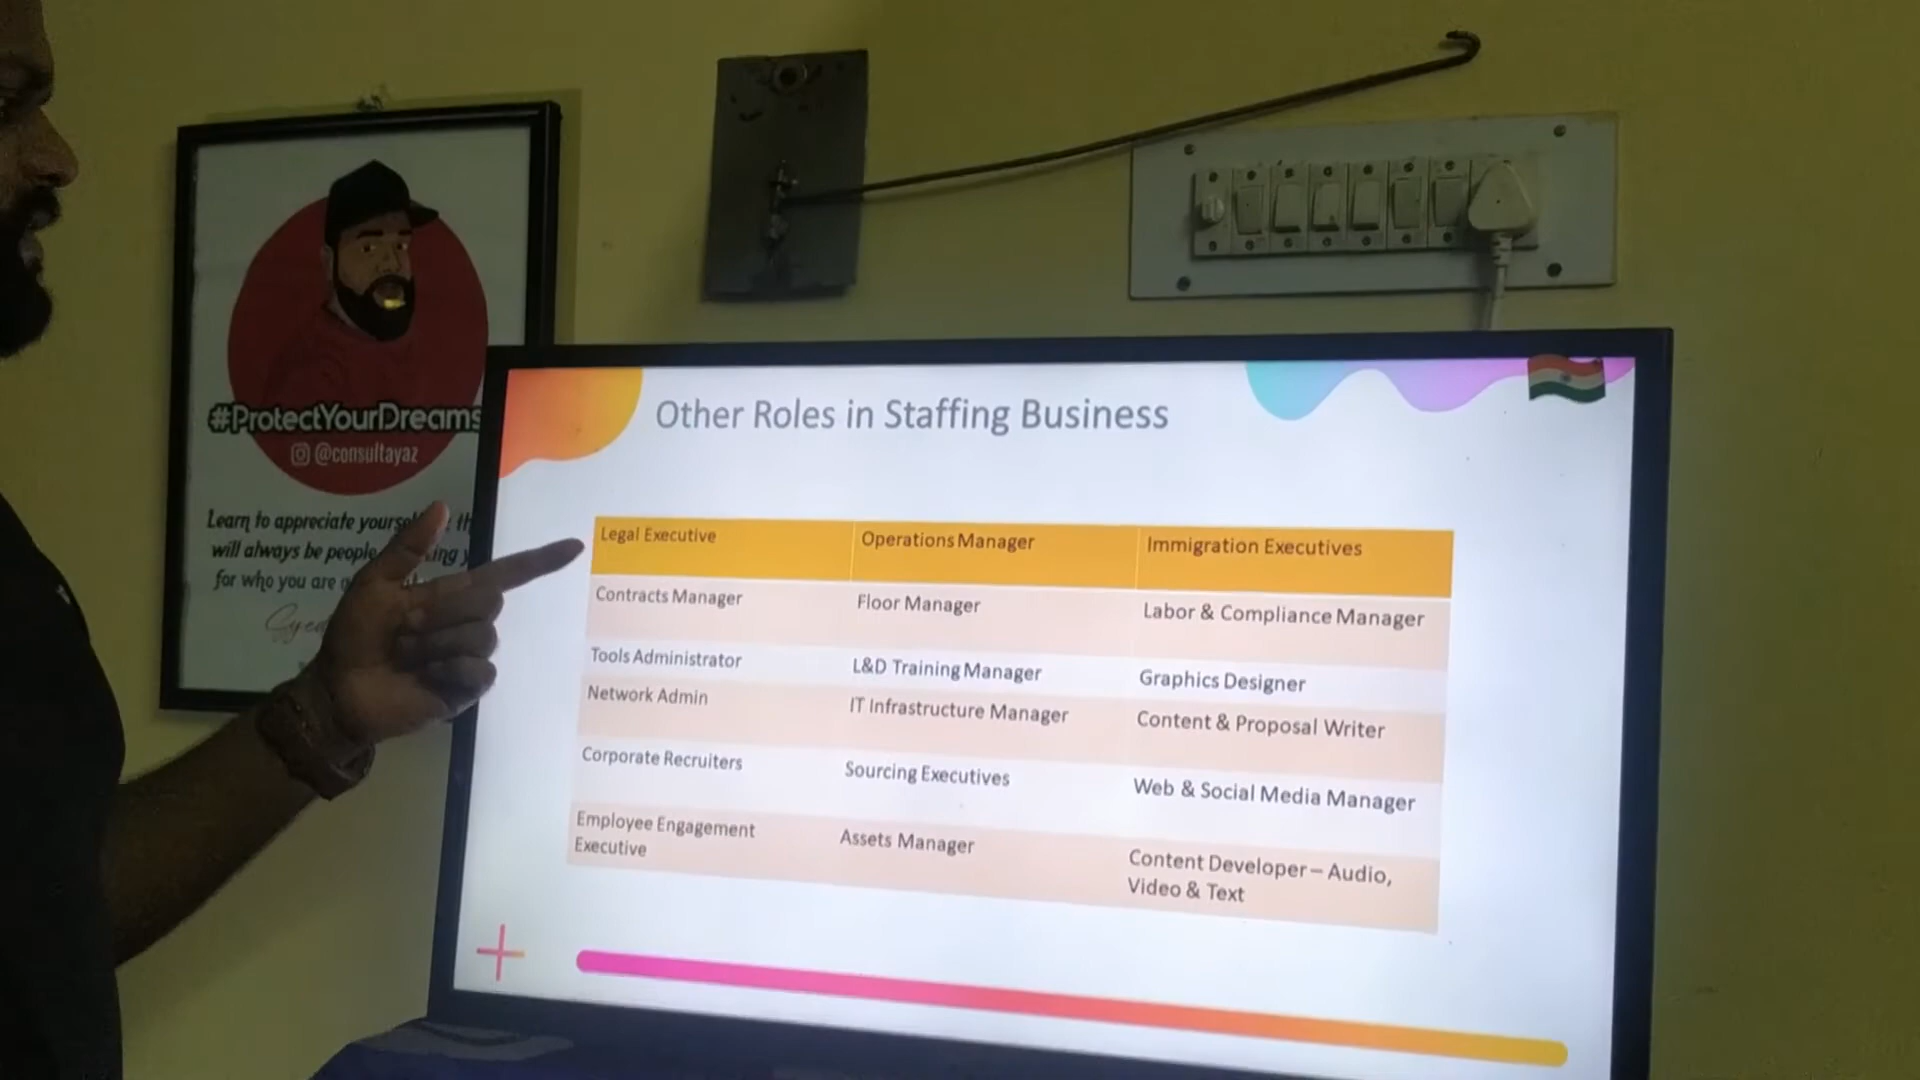 #ProtectYourDreams
@consultayaz
Learn to appreciate
will always be people
for who you are
Other Roles in Staffing Business
Legal Executive Operations Manager Immigration Executives
Contracts Manager Floor Manager Labor & Compliance Manager
Tools Administrator L&D Training Manager Graphics Designer
Network Admin IT Infrastructure Manager Content & Proposal Writer
Corporate Recruiters Sourcing Executives Web & Social Media Manager
Employee Engagement Assets Manager Content Developer – Audio,
Executive Video & Text